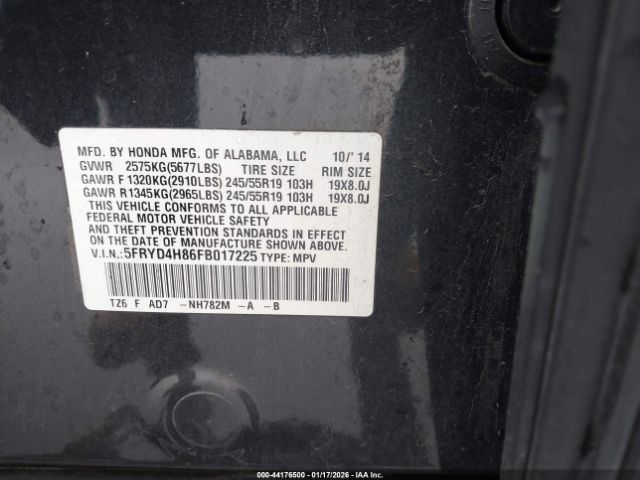 MFD. BY HONDA MFG. OF ALABAMA, LLC 10/'14
GVWR 2575KG(5677LBS) TIRE SIZE RIM SIZE
GAWR F 1320KG(2910LBS) 245/55R19 103H 19X8.0J
GAWR R1345KG(2965LBS) 245/55R19 103H 19X8.0J
THIS VEHICLE CONFORMS TO ALL APPLICABLE
FEDERAL MOTOR VEHICLE SAFETY
AND THEFT PREVENTION STANDARDS IN EFFECT
ON THE DATE OF MANUFACTURE SHOWN ABOVE.
V.I.N.:5FRYD4H86FB017225 TYPE: MPV
TZ6 F AD7 -NH782M -A -B
000-44176500 - 01/17/2026 - IAAI.com